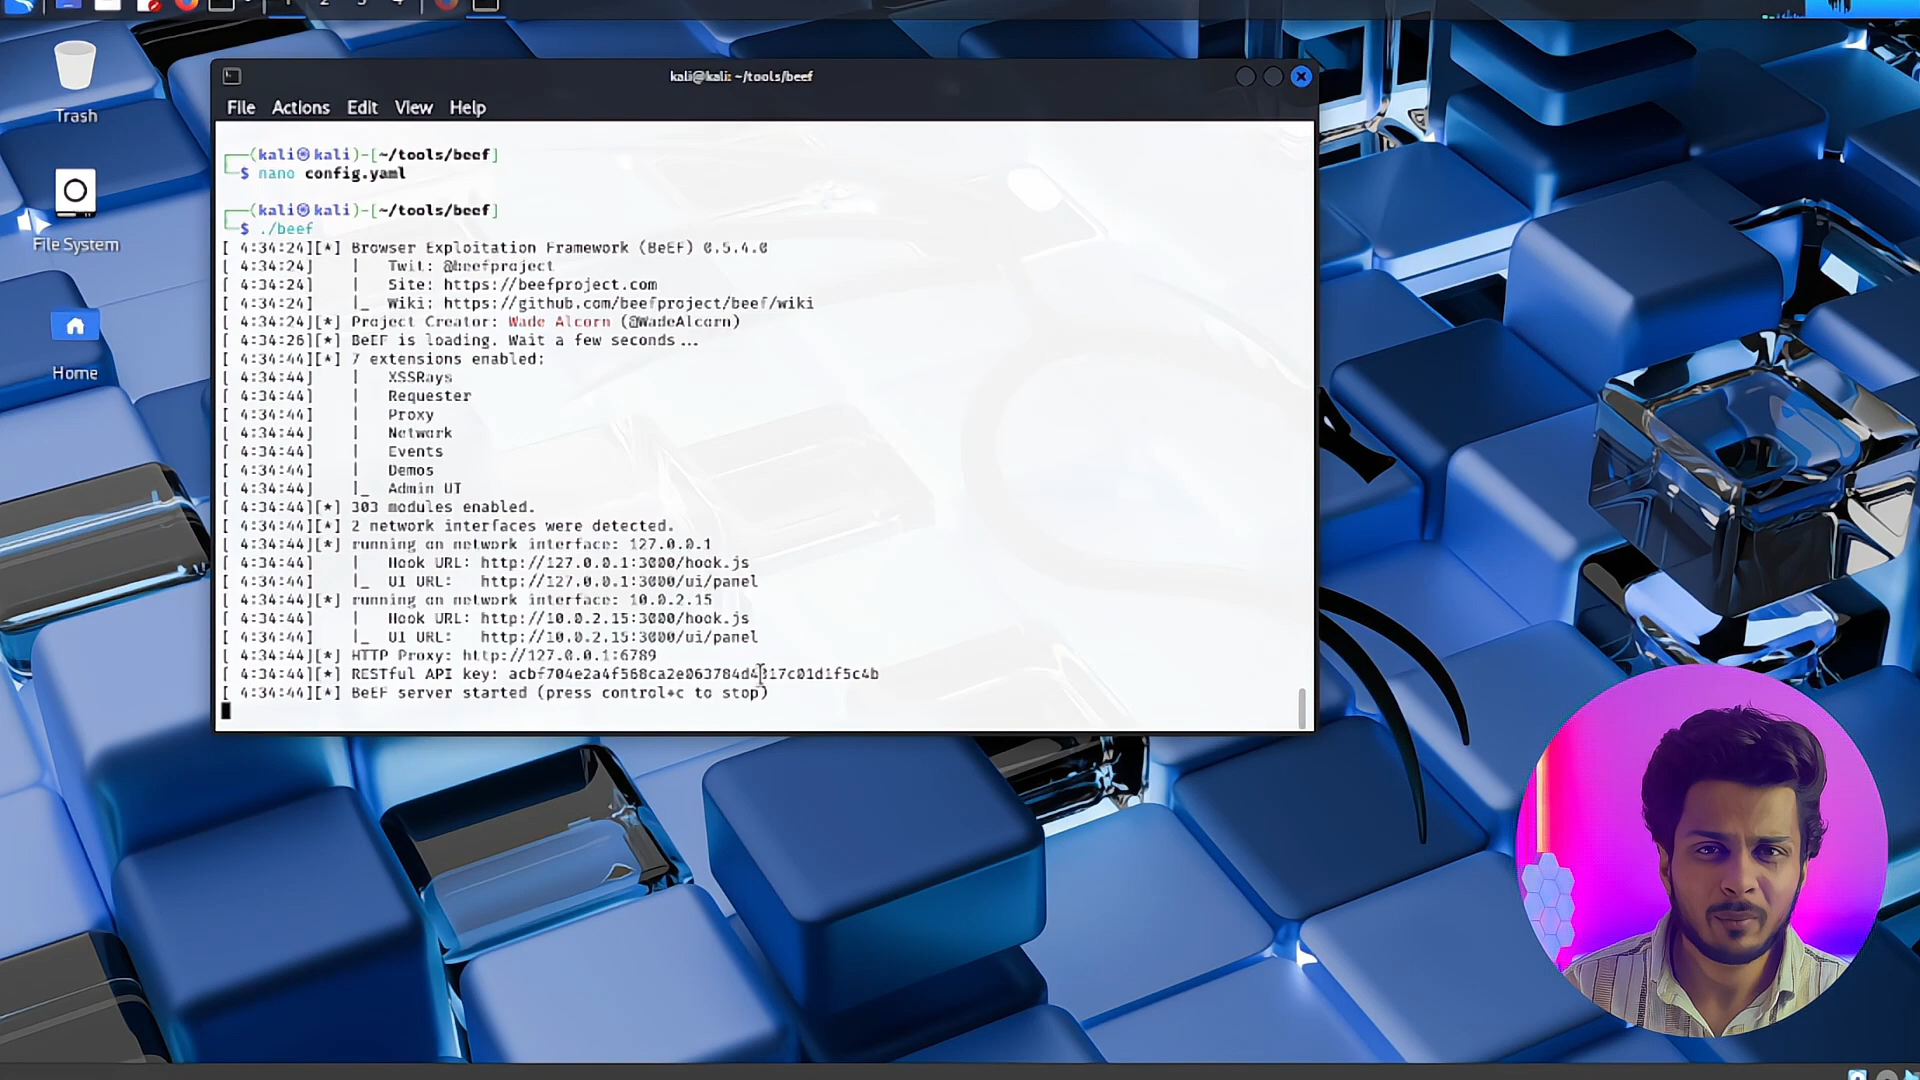 1 2 3 4
Trash
File System
Home
kali@kali: ~/tools/beef
File Actions Edit View Help
┌──(kali㉿kali)-[~/tools/beef]
└─$ nano config.yaml
┌──(kali㉿kali)-[~/tools/beef]
└─$ ./beef
[ 4:34:24][*] Browser Exploitation Framework (BeEF) 0.5.4.0
[ 4:34:24]    |   Twit: @beefproject
[ 4:34:24]    |   Site: https://beefproject.com
[ 4:34:24]    |_  Wiki: https://github.com/beefproject/beef/wiki
[ 4:34:24][*] Project Creator: Wade Alcorn (@WadeAlcorn)
[ 4:34:26][*] BeEF is loading. Wait a few seconds...
[ 4:34:44][*] 7 extensions enabled:
[ 4:34:44]    |   XSSRays
[ 4:34:44]    |   Requester
[ 4:34:44]    |   Proxy
[ 4:34:44]    |   Network
[ 4:34:44]    |   Events
[ 4:34:44]    |   Demos
[ 4:34:44]    |_  Admin UI
[ 4:34:44][*] 303 modules enabled.
[ 4:34:44][*] 2 network interfaces were detected.
[ 4:34:44][*] running on network interface: 127.0.0.1
[ 4:34:44]    |   Hook URL: http://127.0.0.1:3000/hook.js
[ 4:34:44]    |_  UI URL:   http://127.0.0.1:3000/ui/panel
[ 4:34:44][*] running on network interface: 10.0.2.15
[ 4:34:44]    |   Hook URL: http://10.0.2.15:3000/hook.js
[ 4:34:44]    |_  UI URL:   http://10.0.2.15:3000/ui/panel
[ 4:34:44][*] HTTP Proxy: http://127.0.0.1:6789
[ 4:34:44][*] RESTful API key:
[ 4:34:44][*] BeEF server started (press control+c to stop)